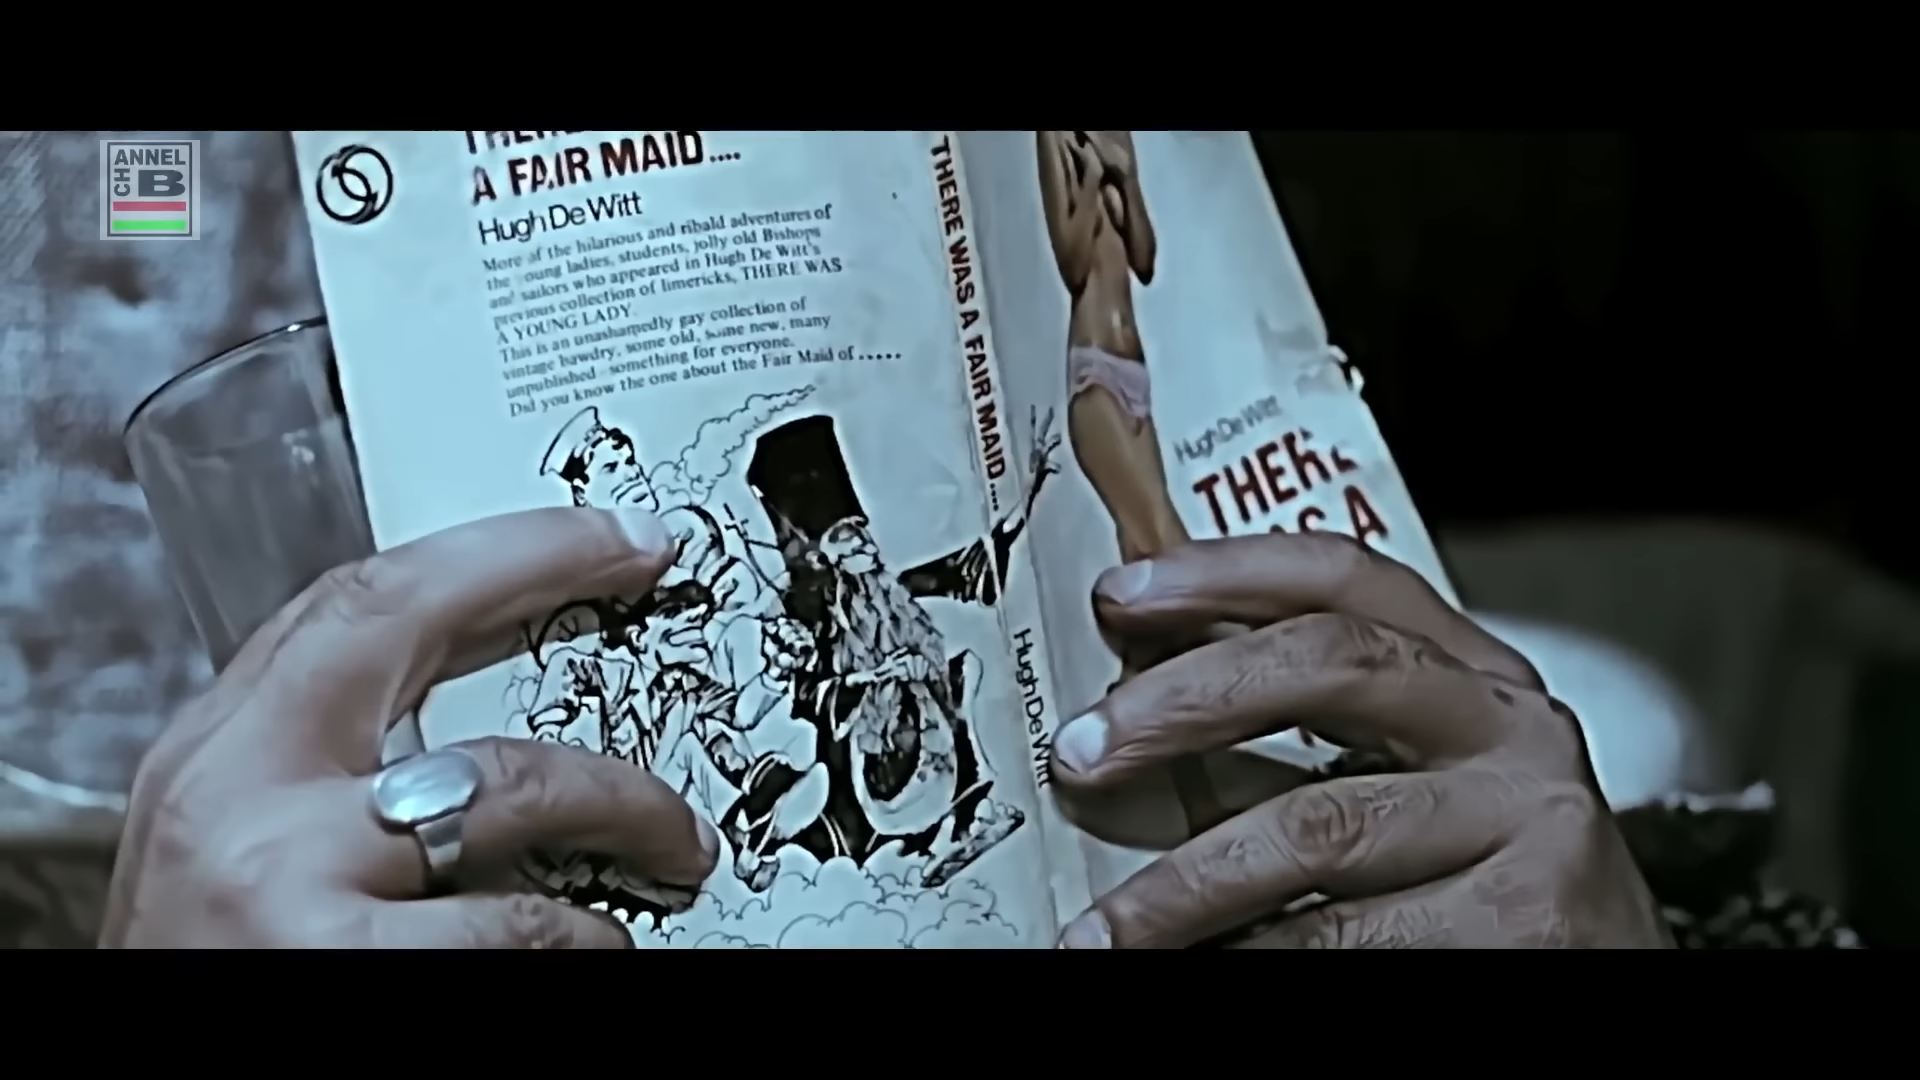 ANNEL
CH B
A FAIR MAID....
Hugh De Witt
More of the hilarious and ribald adventures of
the young ladies, students, jolly old Bishops
and sailors who appeared in Hugh De Witt's
previous collection of limericks, THERE WAS
A YOUNG LADY.
This is an unashamedly gay collection of
vintage bawdry, some old, some new, many
unpublished - something for everyone.
Did you know the one about the Fair Maid of .....
THERE WAS A FAIR MAID....
Hugh De Witt
Hugh De Witt
THERE
AS A